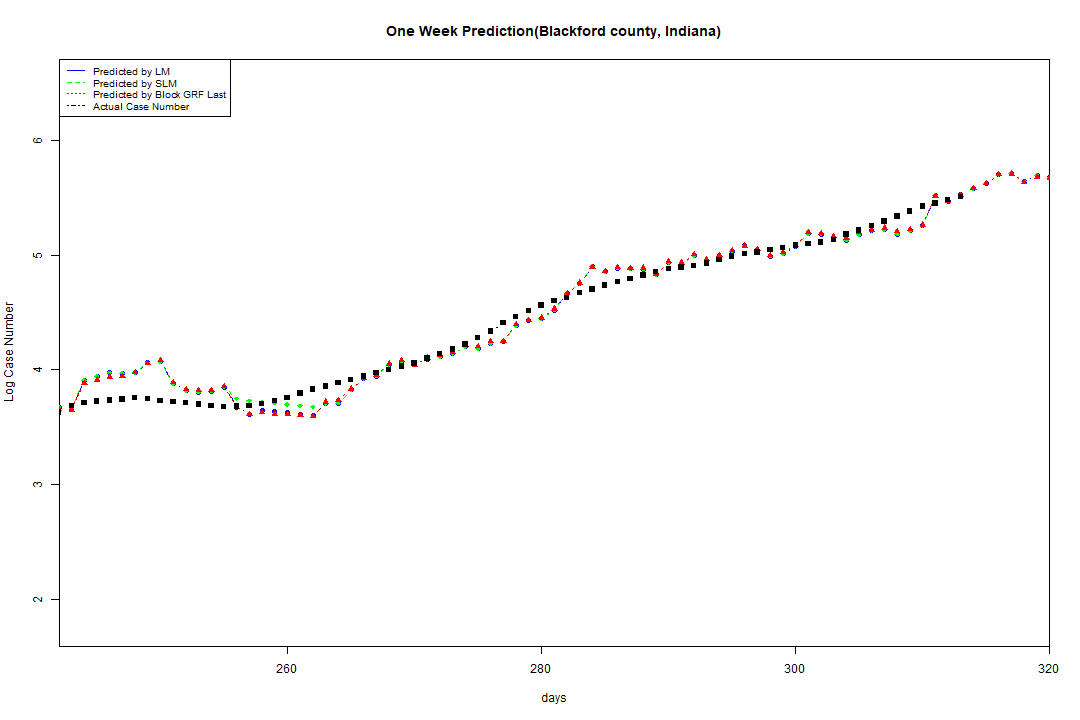 One Week Prediction(Blackford county, Indiana)
Predicted by LM
Predicted by SLM
Predicted by Block GRF Last
Actual Case Number
6
5
4
3
2
Log Case Number
260
280
300
320
days